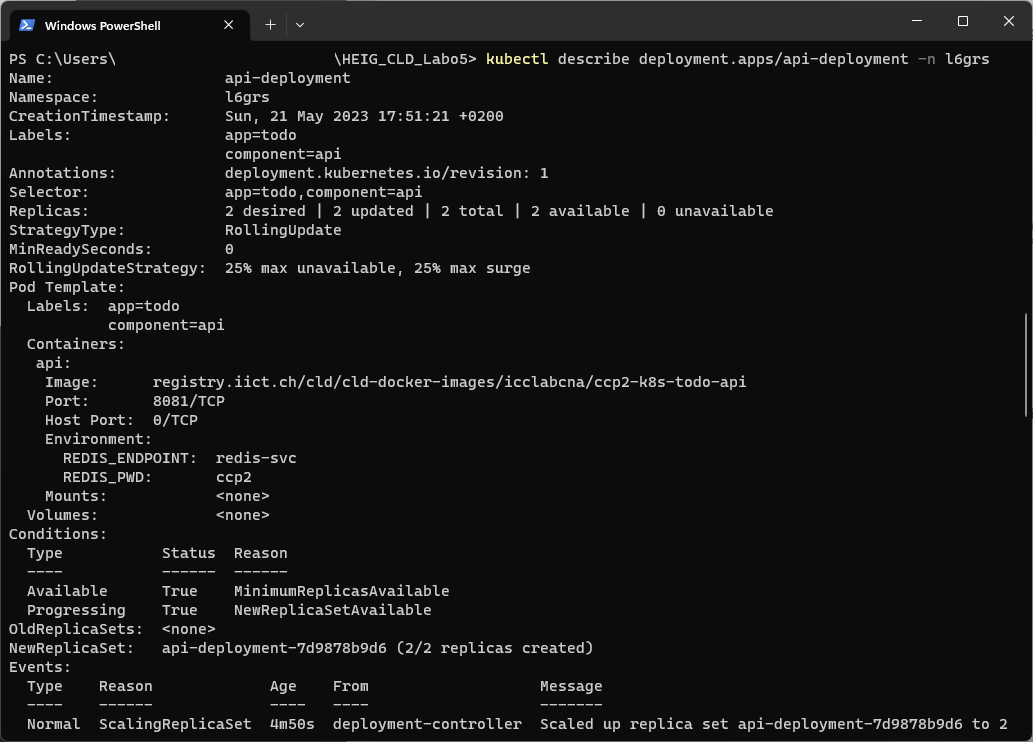 Windows PowerShell
PS C:\Users\ \HEIG_CLD_Labo5> kubectl describe deployment.apps/api-deployment -n l6grs
Name:                   api-deployment
Namespace:              l6grs
CreationTimestamp:      Sun, 21 May 2023 17:51:21 +0200
Labels:                 app=todo
                        component=api
Annotations:            deployment.kubernetes.io/revision: 1
Selector:               app=todo,component=api
Replicas:               2 desired | 2 updated | 2 total | 2 available | 0 unavailable
StrategyType:           RollingUpdate
MinReadySeconds:        0
RollingUpdateStrategy:  25% max unavailable, 25% max surge
Pod Template:
  Labels:  app=todo
           component=api
  Containers:
   api:
    Image:      registry.iict.ch/cld/cld-docker-images/icclabcna/ccp2-k8s-todo-api
    Port:       8081/TCP
    Host Port:  0/TCP
    Environment:
      REDIS_ENDPOINT:  redis-svc
      REDIS_PWD:       ccp2
    Mounts:            <none>
  Volumes:             <none>
Conditions:
  Type           Status  Reason
  ----           ------  ------
  Available      True    MinimumReplicasAvailable
  Progressing    True    NewReplicaSetAvailable
OldReplicaSets:  <none>
NewReplicaSet:   api-deployment-7d9878b9d6 (2/2 replicas created)
Events:
  Type    Reason             Age    From                   Message
  ----    ------             ----   ----                   -------
  Normal  ScalingReplicaSet  4m50s  deployment-controller  Scaled up replica set api-deployment-7d9878b9d6 to 2